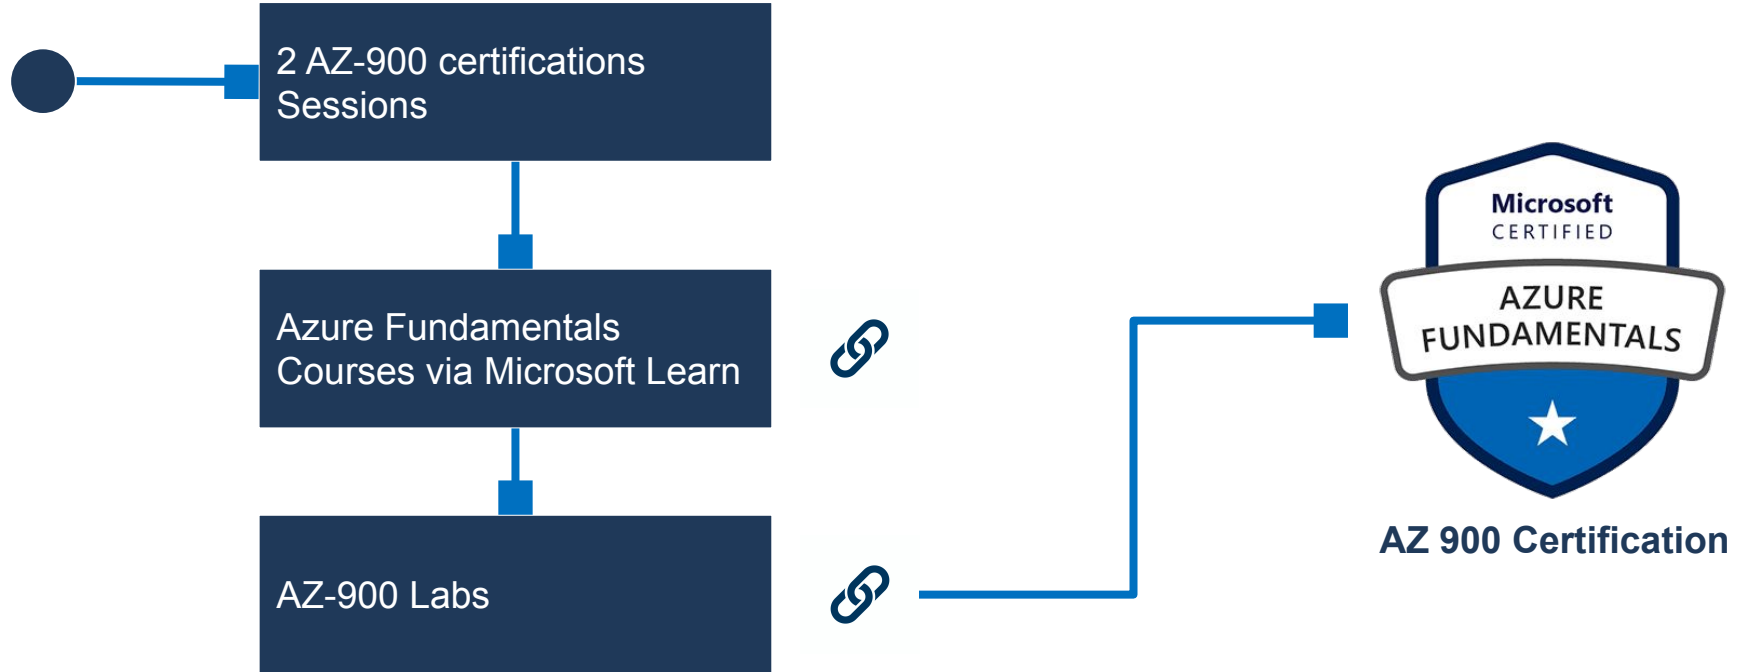 2 AZ-900 certifications
Sessions
Azure Fundamentals
Courses via Microsoft Learn
AZ-900 Labs
Microsoft
CERTIFIED
AZURE
FUNDAMENTALS
AZ 900 Certification